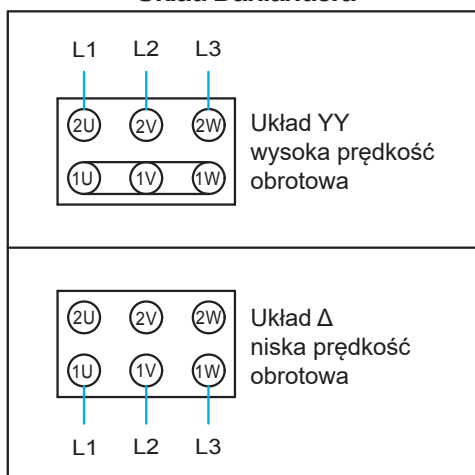 L1 L2 L3
2U 2V 2W
1U 1V 1W
Układ YY
wysoka prędkość
obrotowa
2U 2V 2W
1U 1V 1W
Układ Δ
niska prędkość
obrotowa
L1 L2 L3